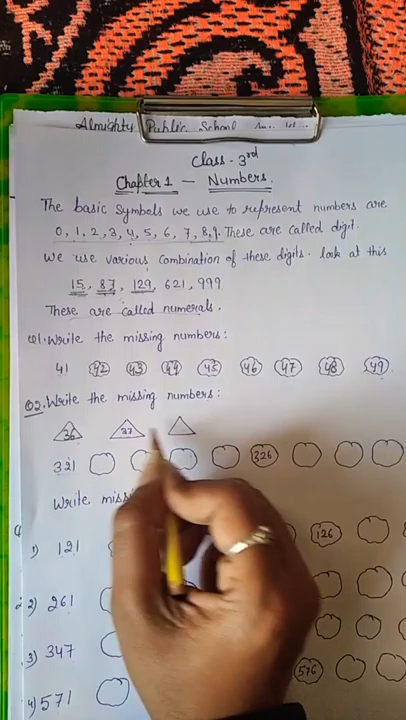 Almighty Public School
Class - 3rd
Chapter 1 - Numbers.
The basic symbols we use to represent numbers are
0, 1, 2, 3, 4, 5, 6, 7, 8, 9. These are called digit.
We use various combination of these digits. look at this
15, 87, 129, 621, 999
These are called numerals.
Q1. Write the missing numbers:
41 42 43 44 45 46 47 48 49
Q2. Write the missing numbers:
36 37
321 326
Write
1) 121 126
2) 261
3) 347
576
4) 571